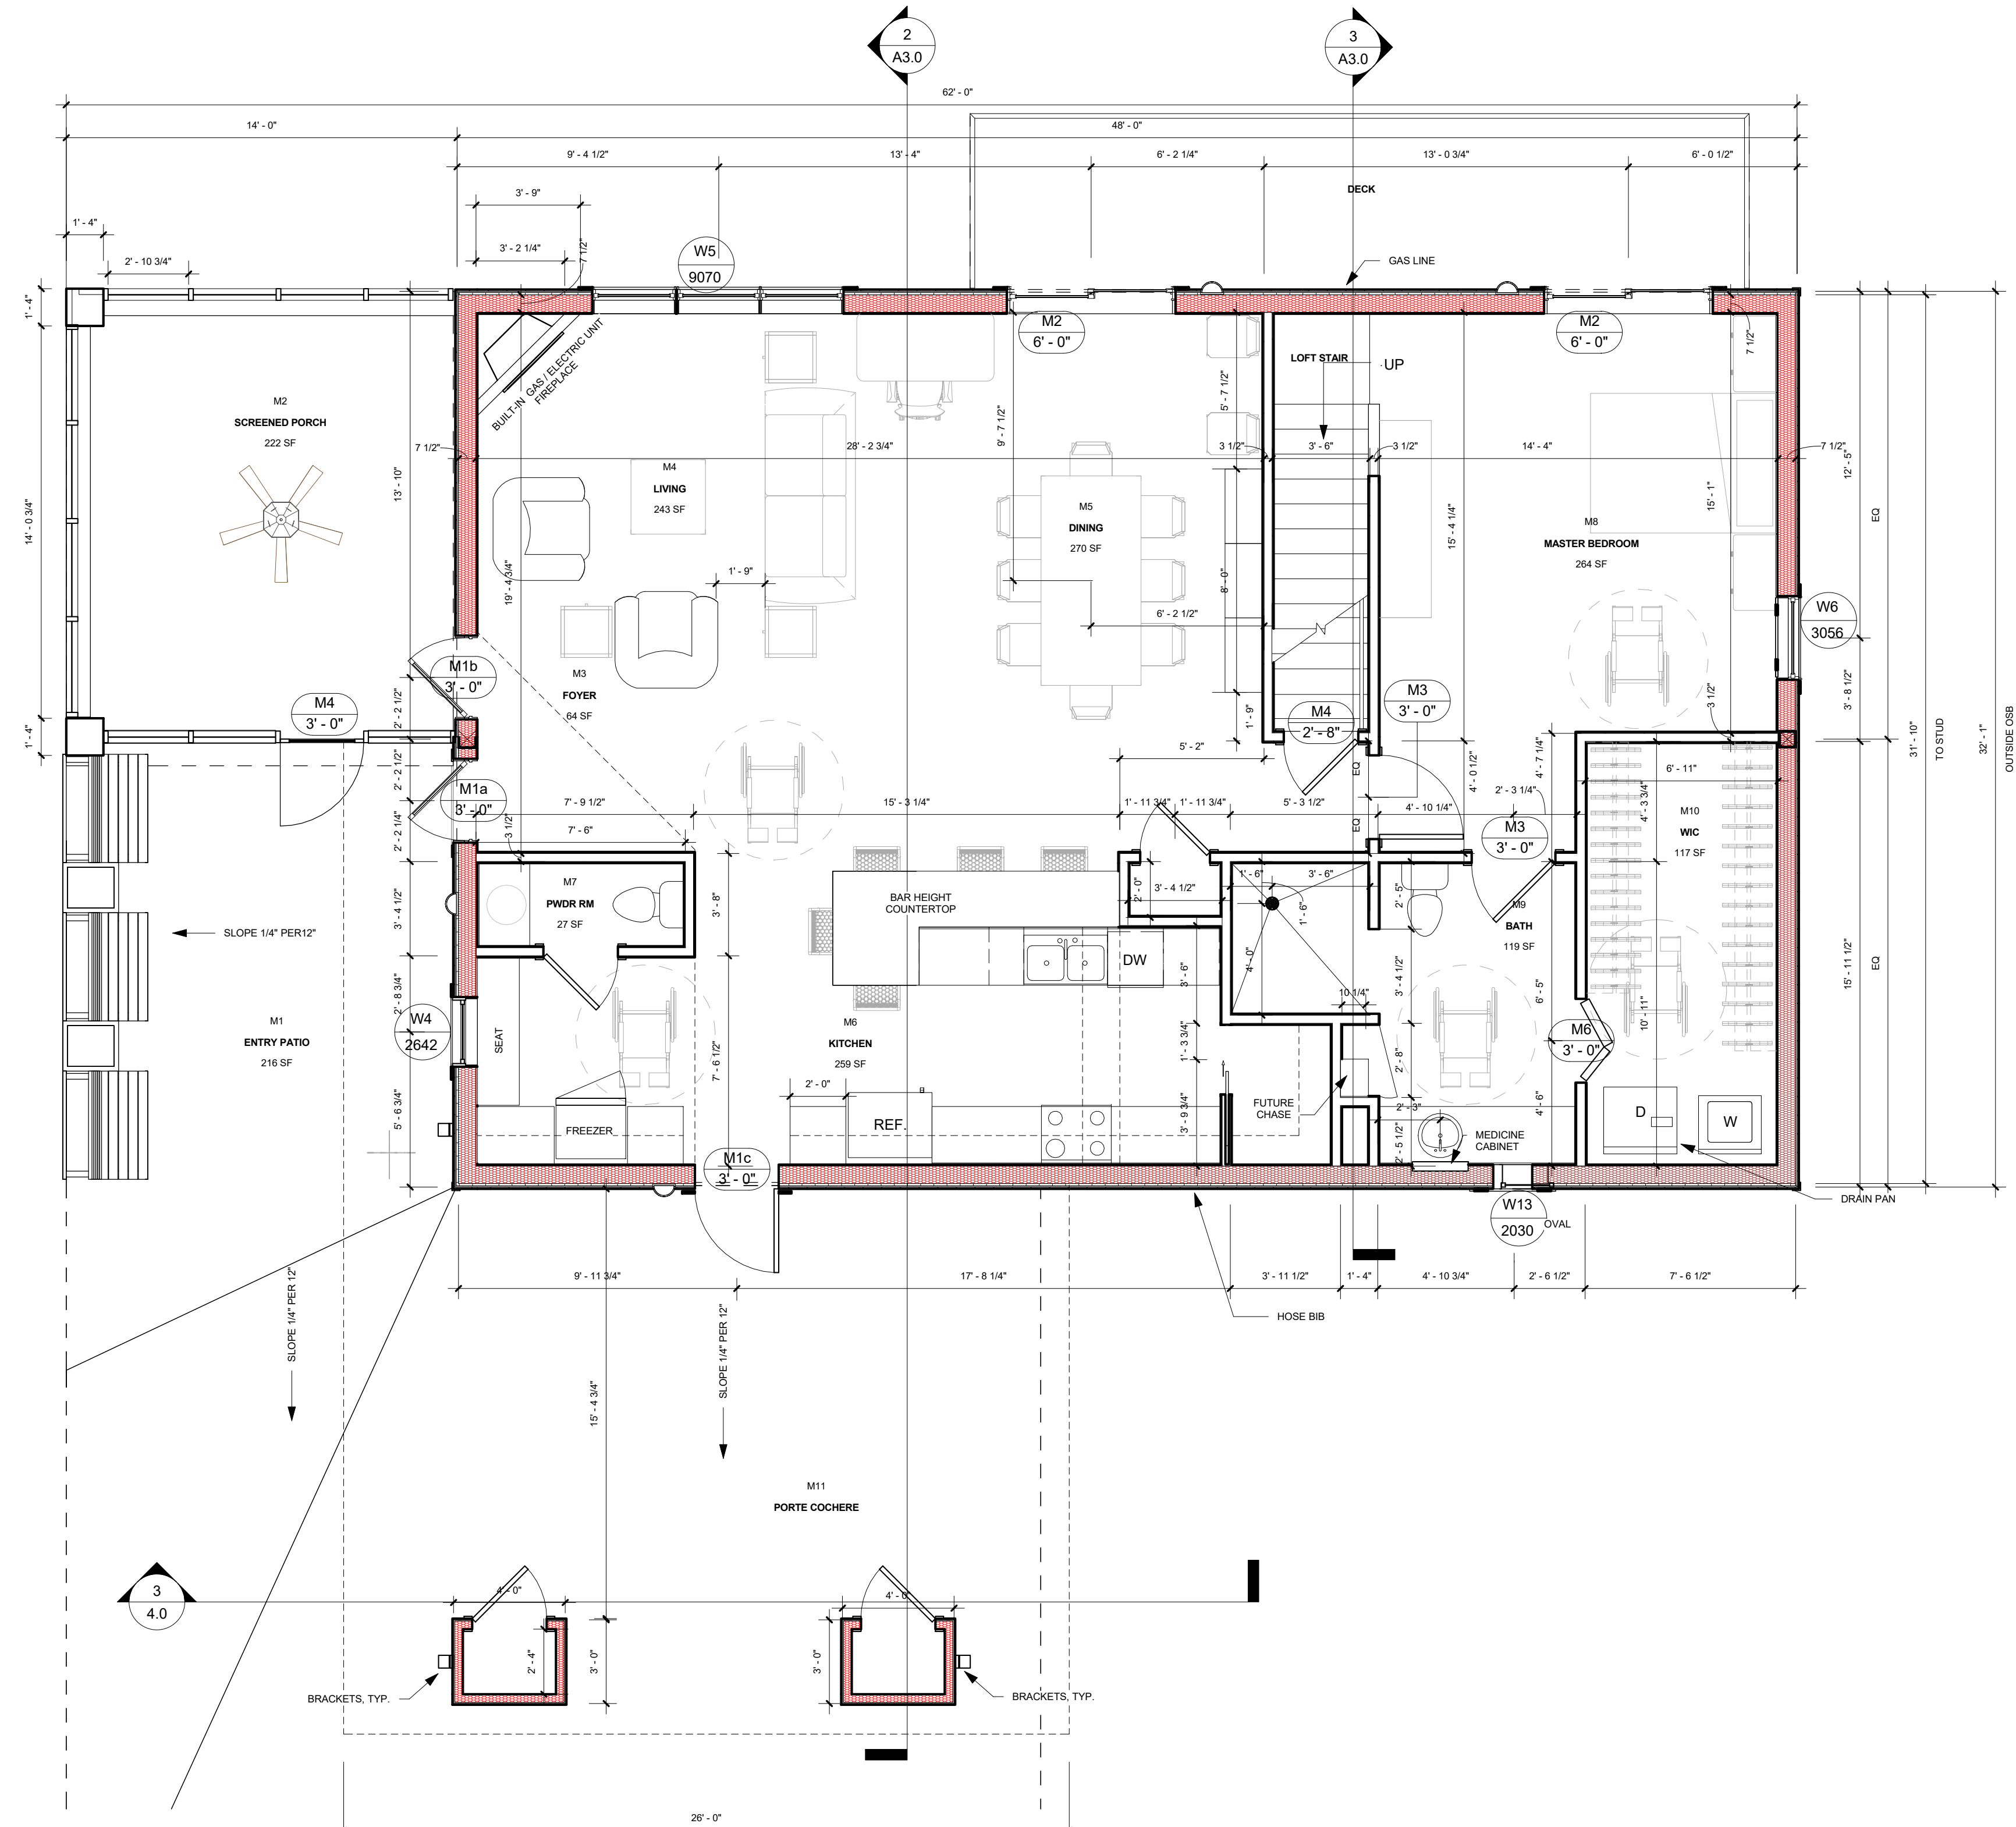 2
A3.0
3
A3.0
62' - 0"
14' - 0"
48' - 0"
9' - 4 1/2"
13' - 4"
6' - 2 1/4"
13' - 0 3/4"
6' - 0 1/2"
DECK
3' - 9"
1' - 4"
3' - 2 1/4"
7 1/2"
W5
9070
2' - 10 3/4"
GAS LINE
1' - 4"
M2
6' - 0"
M2
6' - 0"
7 1/2"
BUILT-IN GAS / ELECTRIC UNIT
FIREPLACE
LOFT STAIR
UP
M2
SCREENED PORCH
222 SF
5' - 7 1/2"
9' - 7 1/2"
7 1/2"
28' - 2 3/4"
3 1/2"
3' - 6"
3 1/2"
14' - 4"
7 1/2"
12' - 5"
M4
LIVING
243 SF
13' - 10"
15' - 1"
M5
DINING
270 SF
M8
MASTER BEDROOM
264 SF
14' - 0 3/4"
15' - 4 1/4"
EQ
19' - 4 3/4"
1' - 9"
8' - 0"
6' - 2 1/2"
W6
3056
M1b
3' - 0"
M3
FOYER
64 SF
M4
3' - 0"
2' - 2 1/2"
M3
3' - 0"
M4
2' - 8"
3 1/2"
3' - 8 1/2"
1' - 4"
1' - 9"
5' - 2"
31' - 10"
TO STUD
32' - 1"
OUTSIDE OSB
2' - 2 1/2"
M1a
3' - 0"
EQ
4' - 0 1/2"
4' - 7 1/4"
6' - 11"
7' - 9 1/2"
15' - 3 1/4"
1' - 11 3/4"
1' - 11 3/4"
5' - 3 1/2"
4' - 10 1/4"
2' - 3 1/4"
4' - 3 3/4"
M10
WIC
117 SF
2' - 2 1/4"
3 1/2"
7' - 6"
EQ
M3
3' - 0"
M7
PWDR RM
27 SF
3' - 8"
BAR HEIGHT
COUNTERTOP
2' - 0"
3' - 4 1/2"
1' - 6"
3' - 6"
1' - 6"
2' - 5"
M9
BATH
119 SF
3' - 4 1/2"
SLOPE 1/4" PER12"
DW
3' - 6"
4' - 0"
3' - 4 1/2"
6' - 5"
10' - 11"
15' - 11 1/2"
EQ
2' - 8 3/4"
W4
2642
SEAT
10 1/4"
M1
ENTRY PATIO
216 SF
M6
KITCHEN
259 SF
7' - 6 1/2"
1' - 3 3/4"
2' - 8"
M6
3' - 0"
2' - 0"
5' - 6 3/4"
FREEZER
REF.
3' - 9 3/4"
FUTURE
CHASE
2' - 3"
4' - 6"
D
W
MEDICINE
CABINET
2' - 5 1/2"
M1c
3' - 0"
DRAIN PAN
W13
2030
OVAL
9' - 11 3/4"
17' - 8 1/4"
3' - 11 1/2"
1' - 4"
4' - 10 3/4"
2' - 6 1/2"
7' - 6 1/2"
HOSE BIB
SLOPE 1/4" PER 12"
SLOPE 1/4" PER 12"
15' - 4 3/4"
M11
PORTE COCHERE
3
4.0
4' - 0"
4' - 0"
2' - 4"
3' - 0"
3' - 0"
BRACKETS, TYP.
BRACKETS, TYP.
26' - 0"